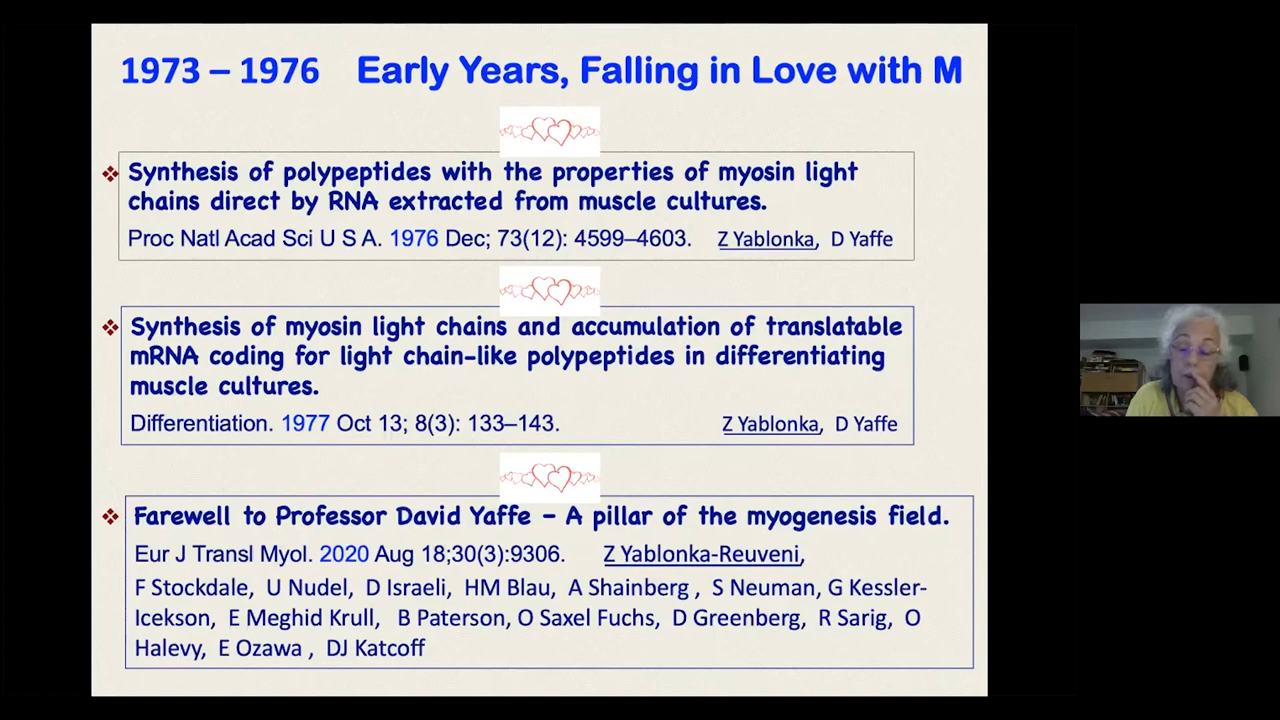 1973 – 1976 Early Years, Falling in Love with M
❖ Synthesis of polypeptides with the properties of myosin light
chains direct by RNA extracted from muscle cultures.
Proc Natl Acad Sci U S A. 1976 Dec; 73(12): 4599–4603. Z Yablonka, D Yaffe
❖ Synthesis of myosin light chains and accumulation of translatable
mRNA coding for light chain-like polypeptides in differentiating
muscle cultures.
Differentiation. 1977 Oct 13; 8(3): 133–143. Z Yablonka, D Yaffe
❖ Farewell to Professor David Yaffe – A pillar of the myogenesis field.
Eur J Transl Myol. 2020 Aug 18;30(3):9306. Z Yablonka-Reuveni,
F Stockdale, U Nudel, D Israeli, HM Blau, A Shainberg , S Neuman, G Kessler-
Icekson, E Meghid Krull, B Paterson, O Saxel Fuchs, D Greenberg, R Sarig, O
Halevy, E Ozawa , DJ Katcoff